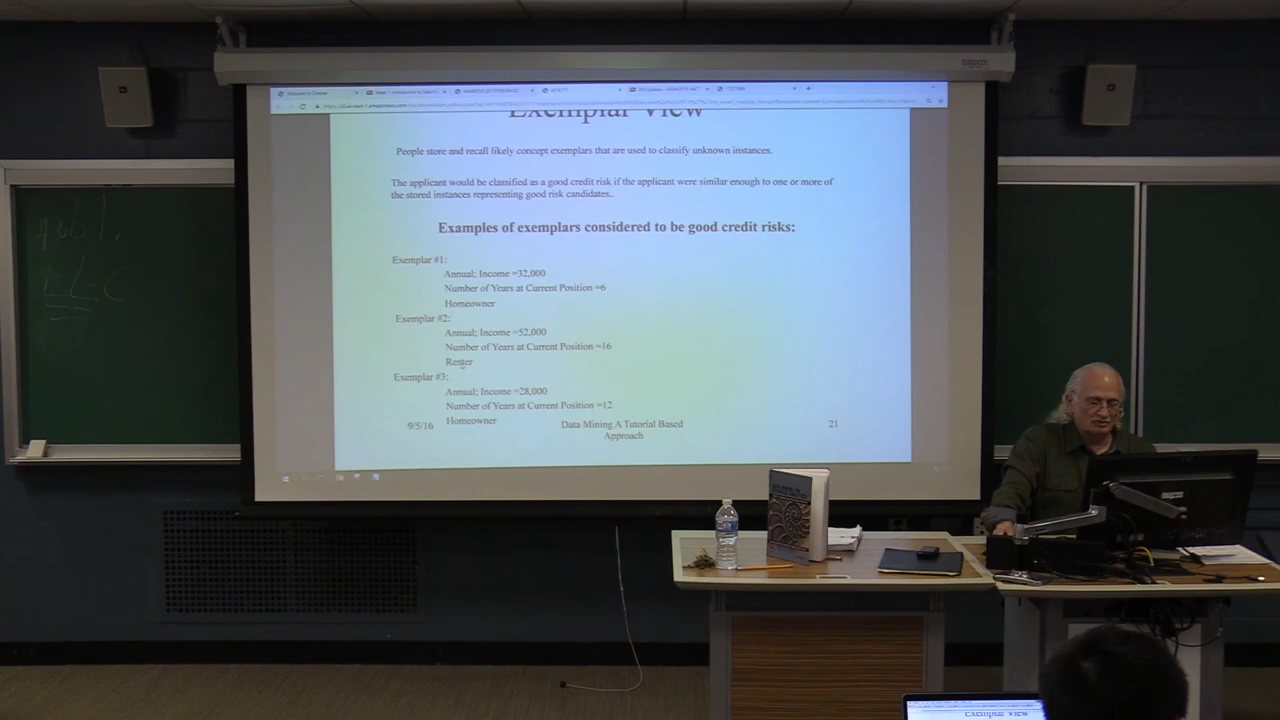 Exemplar View
People store and recall likely concept exemplars that are used to classify unknown instances.
The applicant would be classified as a good credit risk if the applicant were similar enough to one or more of
the stored instances representing good risk candidates..
Examples of exemplars considered to be good credit risks:
Exemplar #1:
Annual; Income =32,000
Number of Years at Current Position =6
Homeowner
Exemplar #2:
Annual; Income =52,000
Number of Years at Current Position =16
Renter
Exemplar #3:
Annual; Income =28,000
Number of Years at Current Position =12
Homeowner
9/5/16
Data Mining A Tutorial Based
Approach
21
Exemplar View